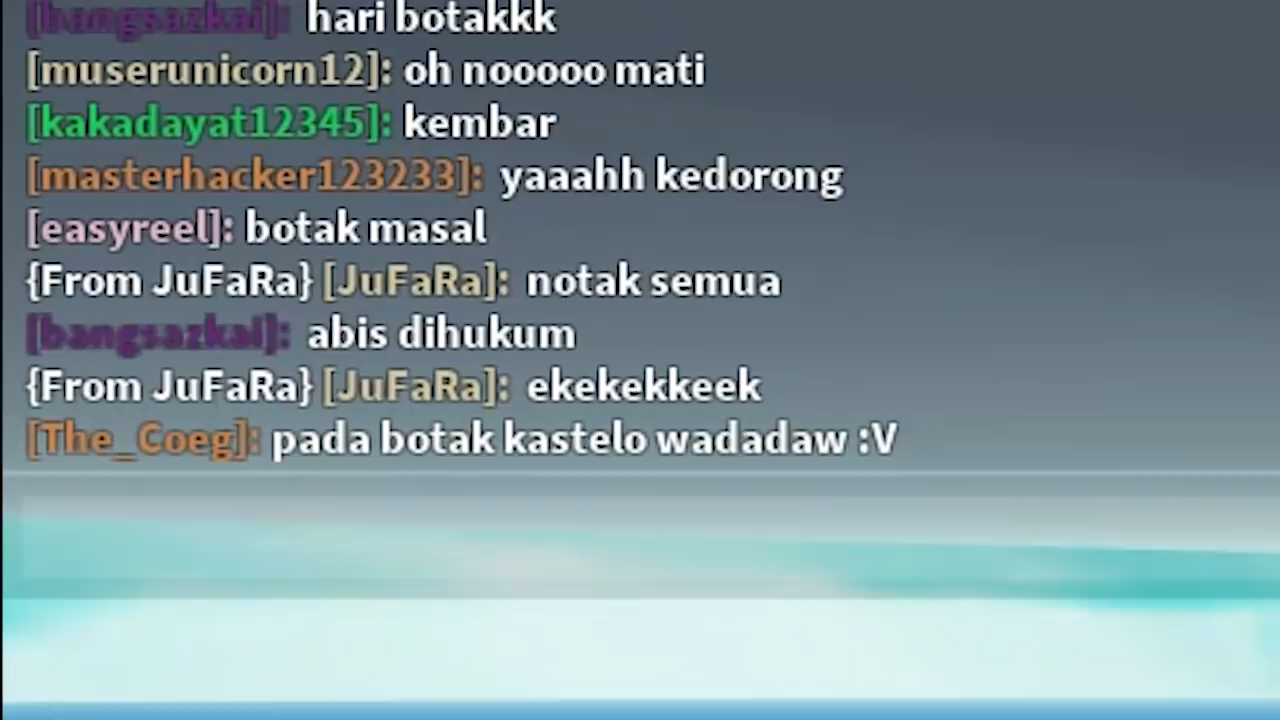 [bangsazkai]: hari botakkk
[muserunicorn12]: oh nooooo mati
[kakadayat12345]: kembar
[masterhacker123233]: yaaahh kedorong
[easyreel]: botak masal
{From JuFaRa} [JuFaRa]: notak semua
[bangsazkai]: abis dihukum
{From JuFaRa} [JuFaRa]: ekekekkeek
[The_Coeg]: pada botak kastelo wadadaw :V